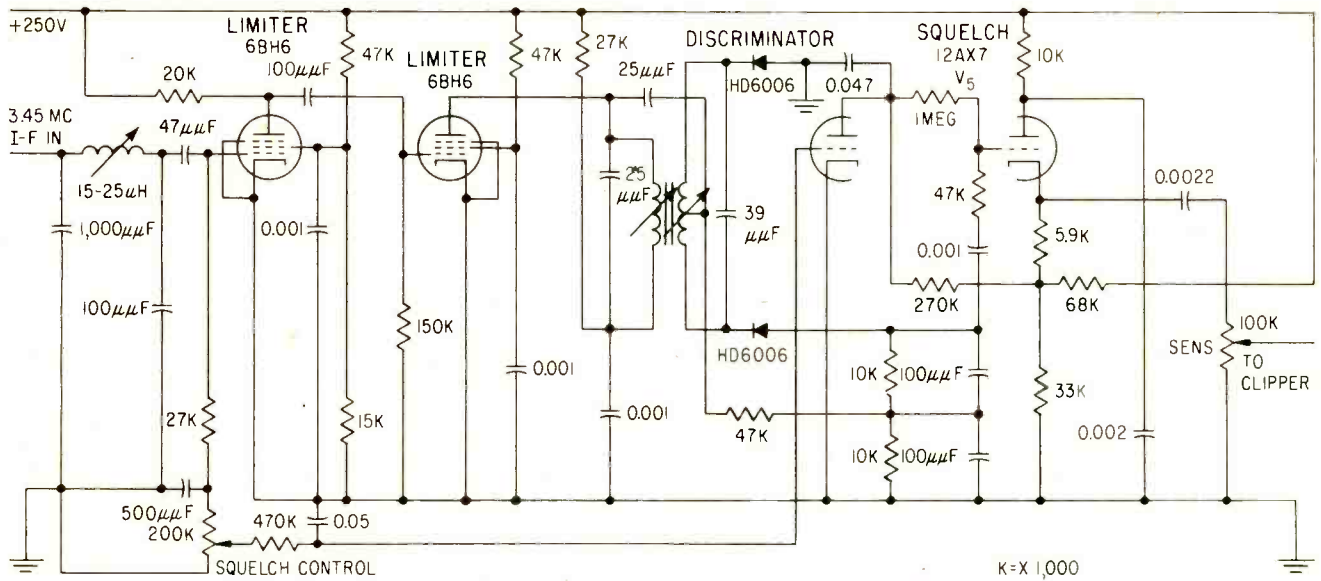 +250V
LIMITER
6BH6
47K
100μμF
20K
LIMITER
6BH6
47K
27K
25μμF
DISCRIMINATOR
HD6006
0.047
SQUELCH
12AX7
V5
10K
1MEG
3.45 MC
I-F IN
47μμF
15-25μH
1,000μμF
0.001
100μμF
25
μμF
39
μμF
47K
0.001
0.0022
5.9K
270K
68K
150K
HD6006
100K
SENS
TO
CLIPPER
0.001
10K
100μμF
33K
27K
15K
0.001
47K
0.002
10K
100μμF
500μμF
200K
470K
0.05
SQUELCH CONTROL
K=X 1,000